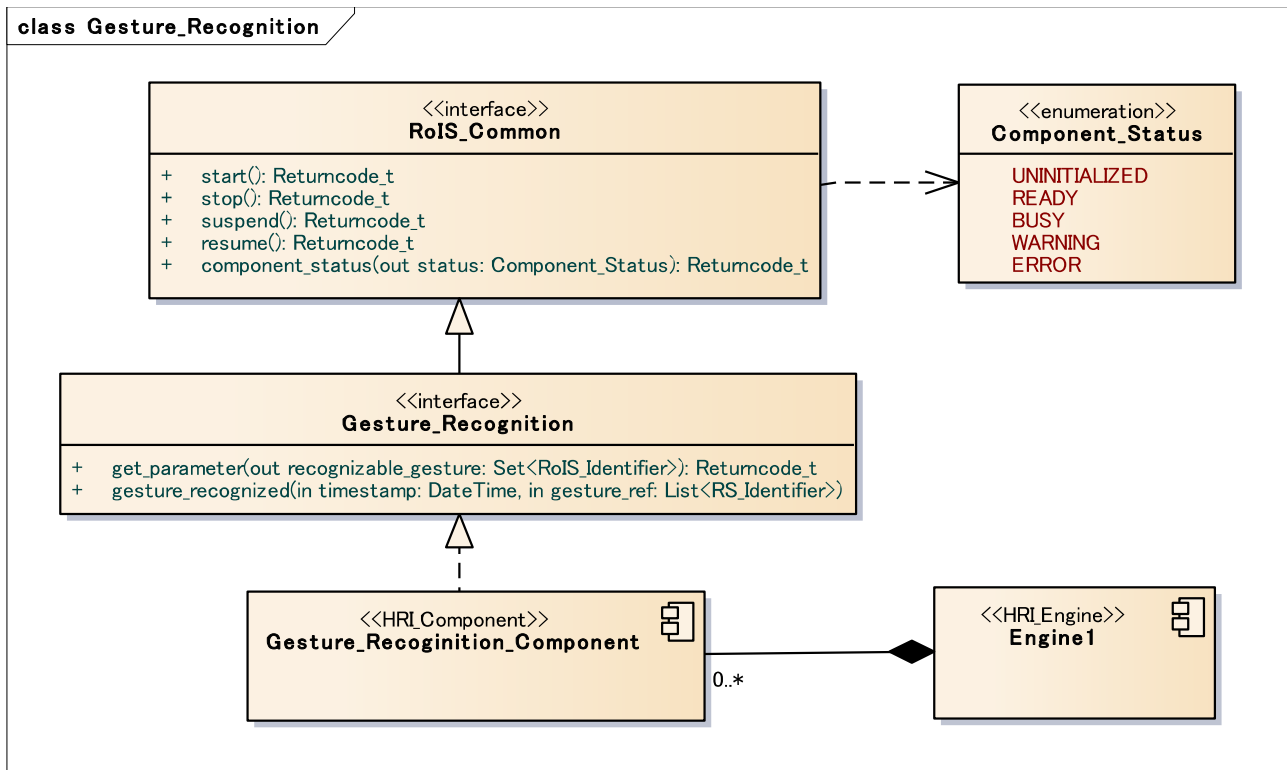 class Gesture_Recognition
<<interface>>
RoIS_Common
+ start(): Returncode_t
+ stop(): Returncode_t
+ suspend(): Returncode_t
+ resume(): Returncode_t
+ component_status(out status: Component_Status): Returncode_t
<<enumeration>>
Component_Status
UNINITIALIZED
READY
BUSY
WARNING
ERROR
<<interface>>
Gesture_Recognition
+ get_parameter(out recognizable_gesture: Set<RoIS_Identifier>): Returncode_t
+ gesture_recognized(in timestamp: DateTime, in gesture_ref: List<RS_Identifier>)
<<HRI_Component>>
Gesture_Recoginition_Component
0..*
<<HRI_Engine>>
Engine1